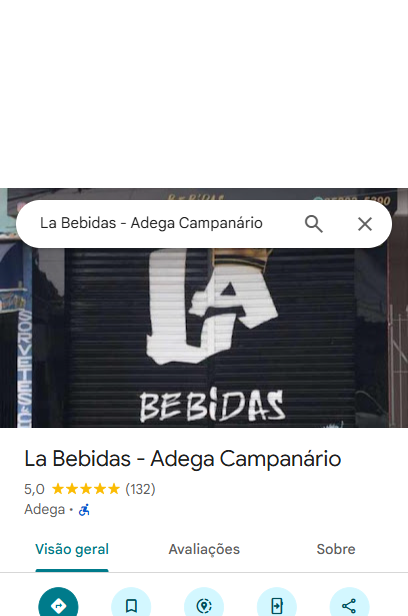 La Bebidas - Adega Campanário
LA
BEBIDAS
SORVETES E
La Bebidas - Adega Campanário
5,0 (132)
Adega ·
Visão geral Avaliações Sobre